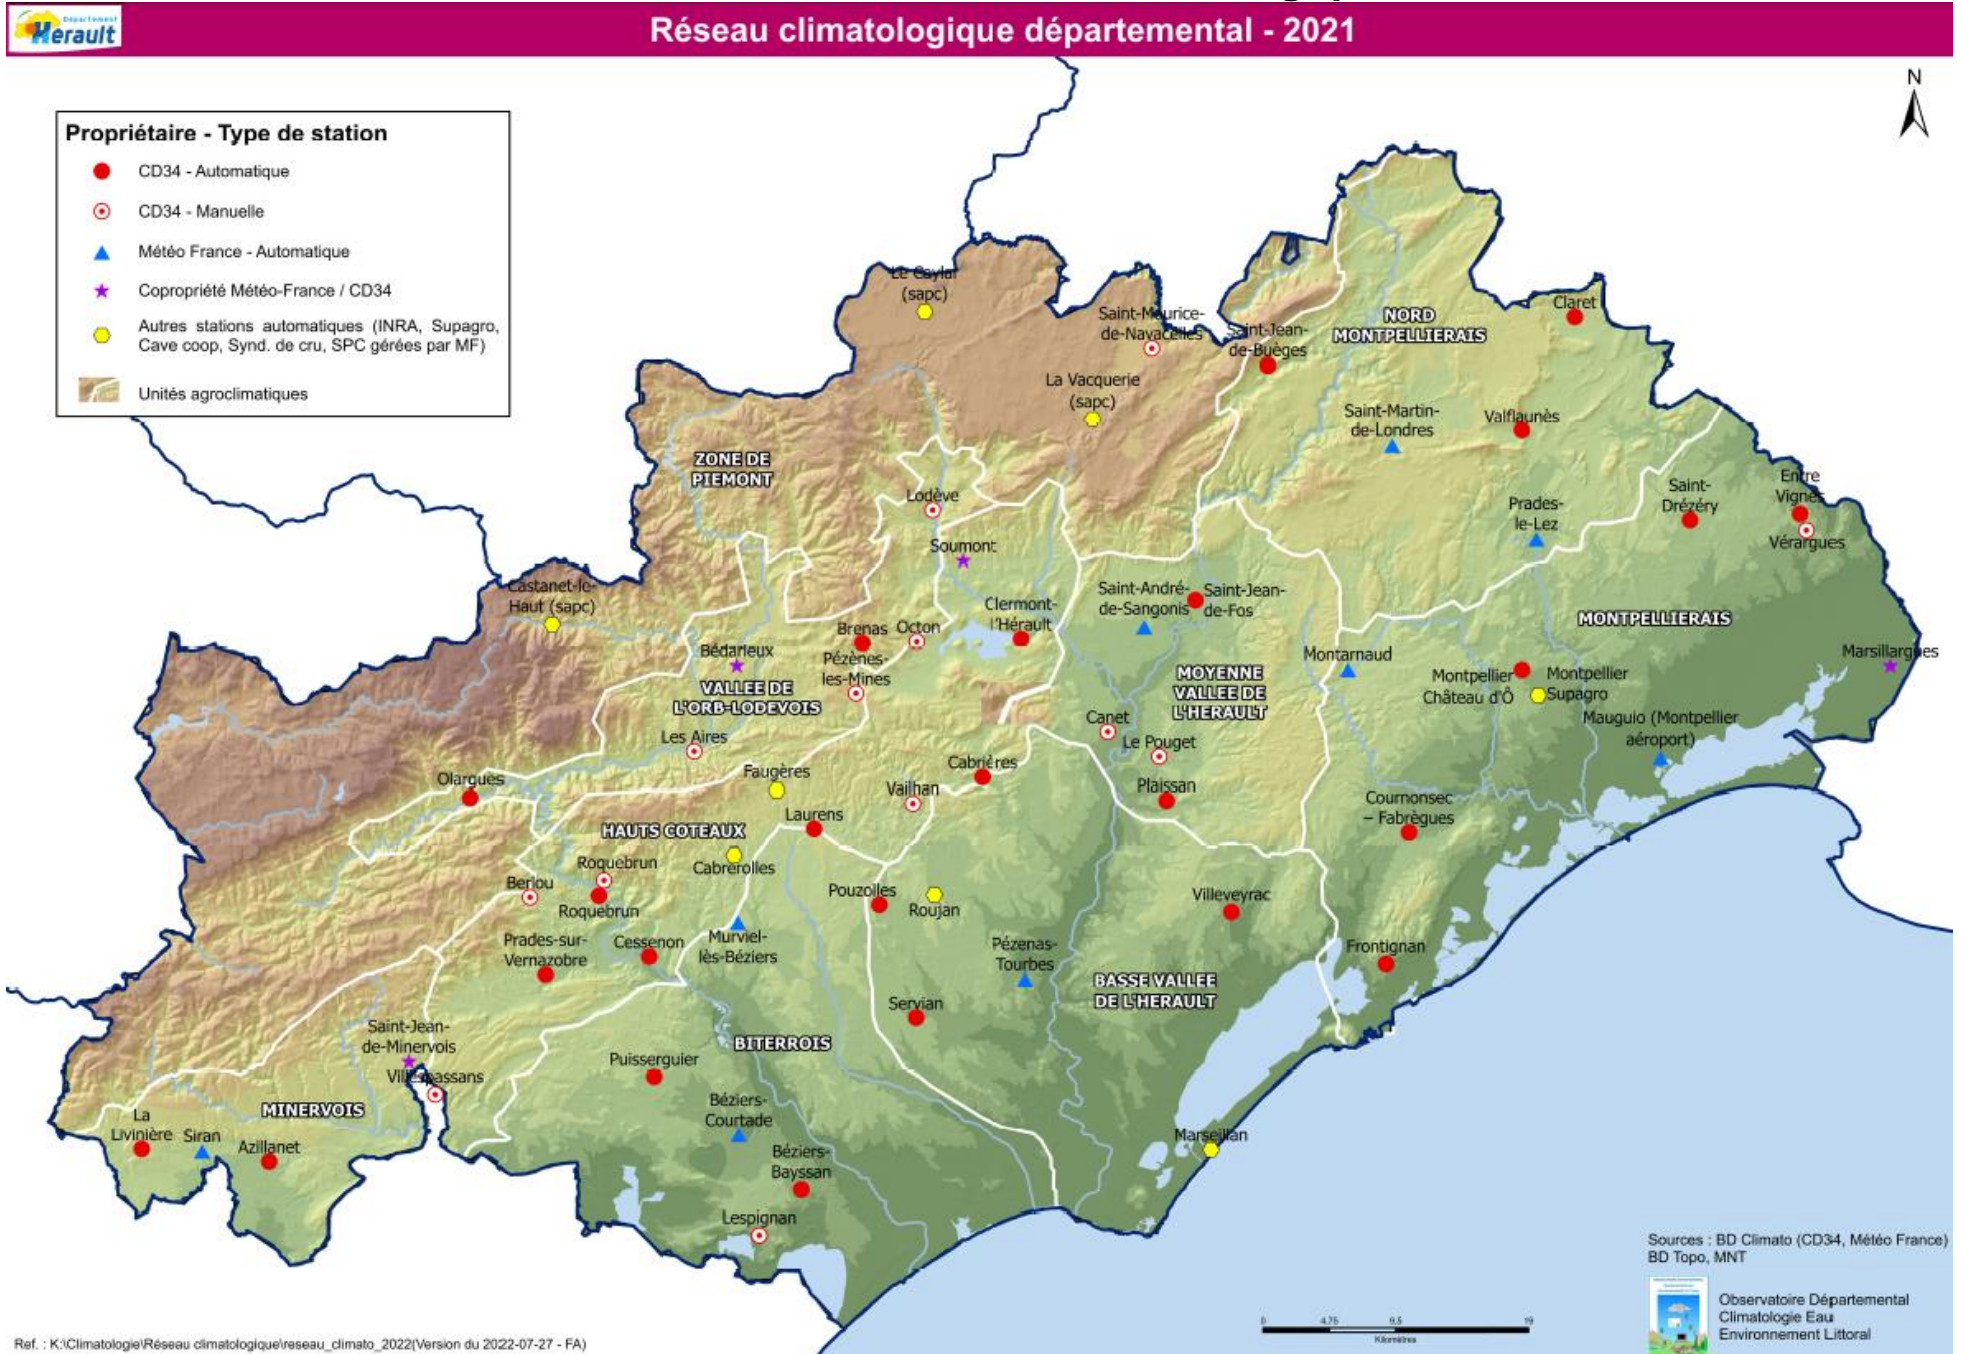 Département
Hérault
Réseau climatologique départemental - 2021
N
Propriétaire - Type de station
CD34 - Automatique
CD34 - Manuelle
Météo France - Automatique
Copropriété Météo-France / CD34
Autres stations automatiques (INRA, Supagro,
Cave coop, Synd. de cru, SPC gérées par MF)
Unités agroclimatiques
Le Caylar
(sapc)
Saint-Maurice-
de-Navacelles
Saint-Jean-
de-Buèges
NORD
MONTPELLIERAIS
Claret
La Vacquerie
(sapc)
Saint-Martin-
de-Londres
Valflaunès
ZONE DE
PIEMONT
Lodève
Soumont
Prades-
le-Lez
Saint-
Drézéry
Entre
Vignes
Vérargues
Castanet-le-
Haut (sapc)
Clermont-
l'Hérault
Saint-André-
de-Sangonis
Saint-Jean-
de-Fos
MONTPELLIERAIS
Brenas
Octon
Bédarieux
Pézènes-
les-Mines
VALLEE DE
L'ORB-LODEVOIS
MOYENNE
VALLEE DE
L'HERAULT
Montarnaud
Montpellier
Château d'Ô
Montpellier
Supagro
Marsillargues
Mauguio (Montpellier
aéroport)
Les Aires
Canet
Le Pouget
Olargues
Faugères
Vailhan
Cabrières
Plaissan
Cournonsec
– Fabrègues
Laurens
HAUTS COTEAUX
Roquebrun
Cabrerolles
Berlou
Roquebrun
Pouzolles
Roujan
Villeveyrac
Prades-sur-
Vernazobre
Cessenon
Murviel-
lès-Béziers
Pézenas-
Tourbes
Frontignan
BASSE VALLEE
DE L'HERAULT
Servian
Saint-Jean-
de-Minervois
Villespassans
BITERROIS
Puisserguier
MINERVOIS
La
Livinière
Siran
Azillanet
Béziers-
Courtade
Béziers-
Bayssan
Marseillan
Lespignan
Sources : BD Climato (CD34, Météo France)
BD Topo, MNT
Observatoire Départemental
Climatologie Eau
Environnement Littoral
0 4,75 9,5 19
Kilomètres
Ref. : K:\Climatologie\Réseau climatologique\reseau_climato_2022(Version du 2022-07-27 - FA)